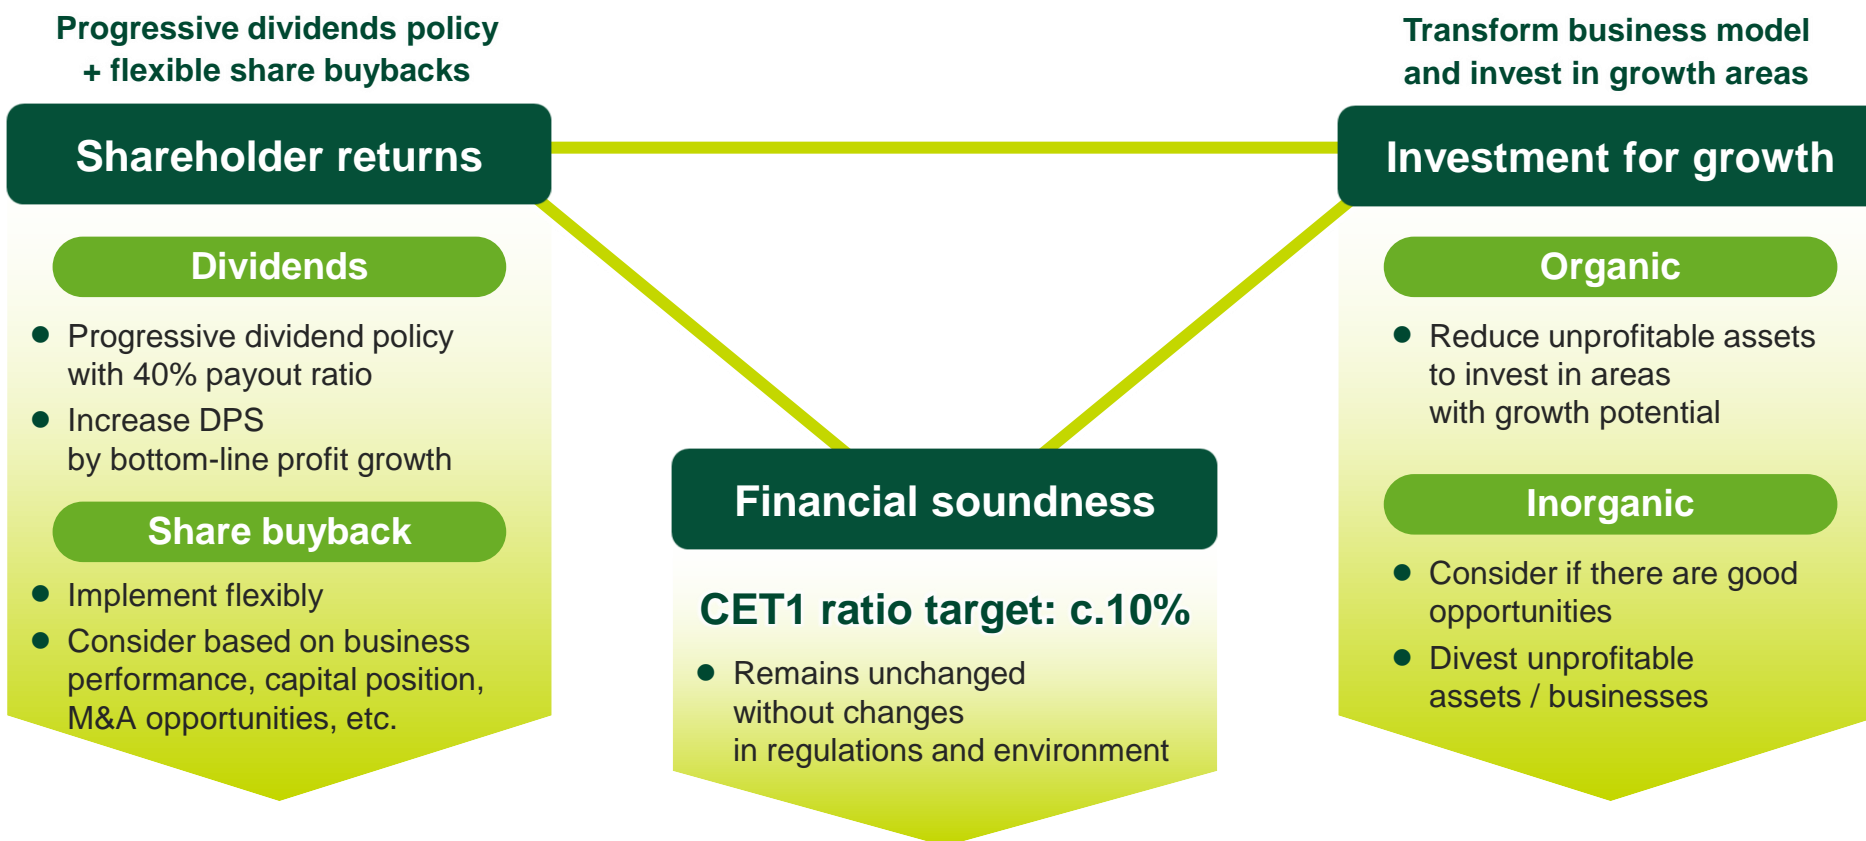 Progressive dividends policy
+ flexible share buybacks
Shareholder returns
Dividends
Progressive dividend policy
with 40% payout ratio
Increase DPS
by bottom-line profit growth
Share buyback
Implement flexibly
Consider based on business
performance, capital position,
M&A opportunities, etc.
Financial soundness
CET1 ratio target: c.10%
Remains unchanged
without changes
in regulations and environment
Transform business model
and invest in growth areas
Investment for growth
Organic
Reduce unprofitable assets
to invest in areas
with growth potential
Inorganic
Consider if there are good
opportunities
Divest unprofitable
assets / businesses